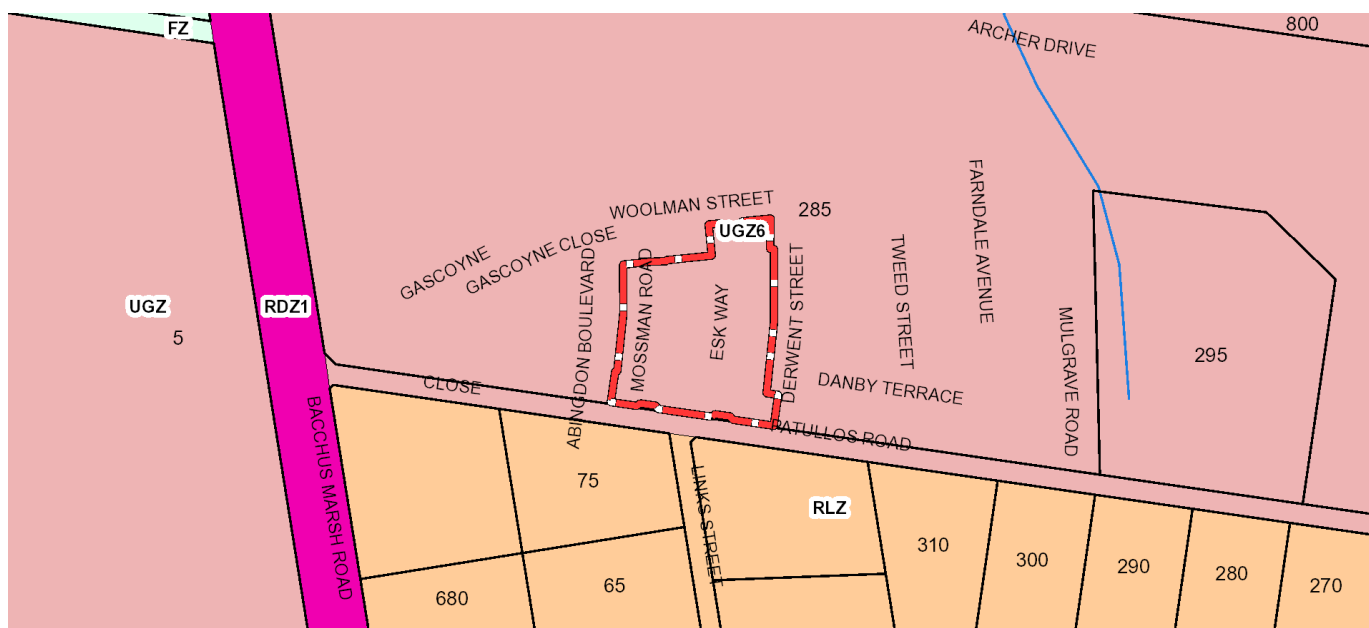 FZ
ARCHER DRIVE
800
FARNDALE AVENUE
WOOLMAN STREET
285
UGZ6
GASCOYNE
GASCOYNE CLOSE
ABINGDON BOULEVARD
MOSSMAN ROAD
ESK WAY
DERWENT STREET
TWEED STREET
MULGRAVE ROAD
UGZ
RDZ1
5
295
CLOSE
DANBY TERRACE
PATULLOS ROAD
BACCHUS MARSH ROAD
LINKS STREET
75
RLZ
310
300
290
280
270
680
65